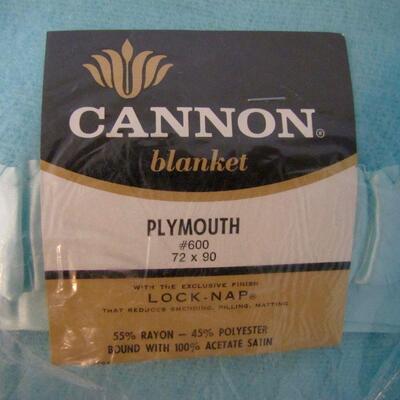 CANNON®
blanket
PLYMOUTH
#600
72 x 90
WITH THE EXCLUSIVE FINISH
LOCK-NAP®
THAT REDUCES SHEDDING, PILLING, MATTING
55% RAYON — 45% POLYESTER
BOUND WITH 100% ACETATE SATIN